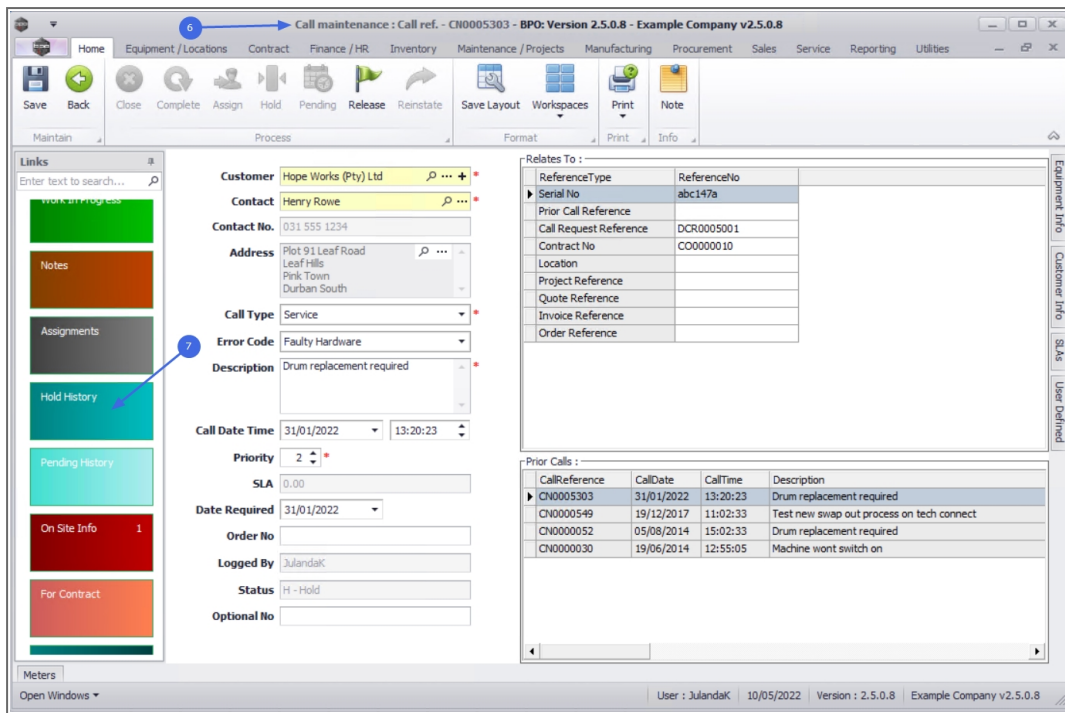 6
Call maintenance : Call ref. - CN0005303 - BPO: Version 2.5.0.8 - Example Company v2.5.0.8
Home Equipment / Locations Contract Finance / HR Inventory Maintenance / Projects Manufacturing Procurement Sales Service Reporting Utilities
Save Back Close Complete Assign Hold Pending Release Reinstate Save Layout Workspaces Print Note
Maintain Process Format Print Info
Links
Enter text to search...
Work In Progress
Notes
Assignments
7
Hold History
Pending History
On Site Info 1
For Contract
Customer Hope Works (Pty) Ltd *
Contact Henry Rowe *
Contact No. 031 555 1234
Address Plot 91 Leaf Road
Leaf Hills
Pink Town
Durban South
Call Type Service *
Error Code Faulty Hardware
Description Drum replacement required *
Call Date Time 31/01/2022 13:20:23
Priority 2 *
SLA 0.00
Date Required 31/01/2022
Order No
Logged By JulandaK
Status H - Hold
Optional No
Relates To :
ReferenceType ReferenceNo
Serial No abc147a
Prior Call Reference
Call Request Reference DCR0005001
Contract No CO0000010
Location
Project Reference
Quote Reference
Invoice Reference
Order Reference
Prior Calls :
CallReference CallDate CallTime Description
CN0005303 31/01/2022 13:20:23 Drum replacement required
CN0000549 19/12/2017 11:02:33 Test new swap out process on tech connect
CN0000052 05/08/2014 15:02:33 Drum replacement required
CN0000030 19/06/2014 12:55:05 Machine wont switch on
Equipment Info
Customer Info
SLAs
User Defined
Meters
Open Windows User : JulandaK 10/05/2022 Version : 2.5.0.8 Example Company v2.5.0.8